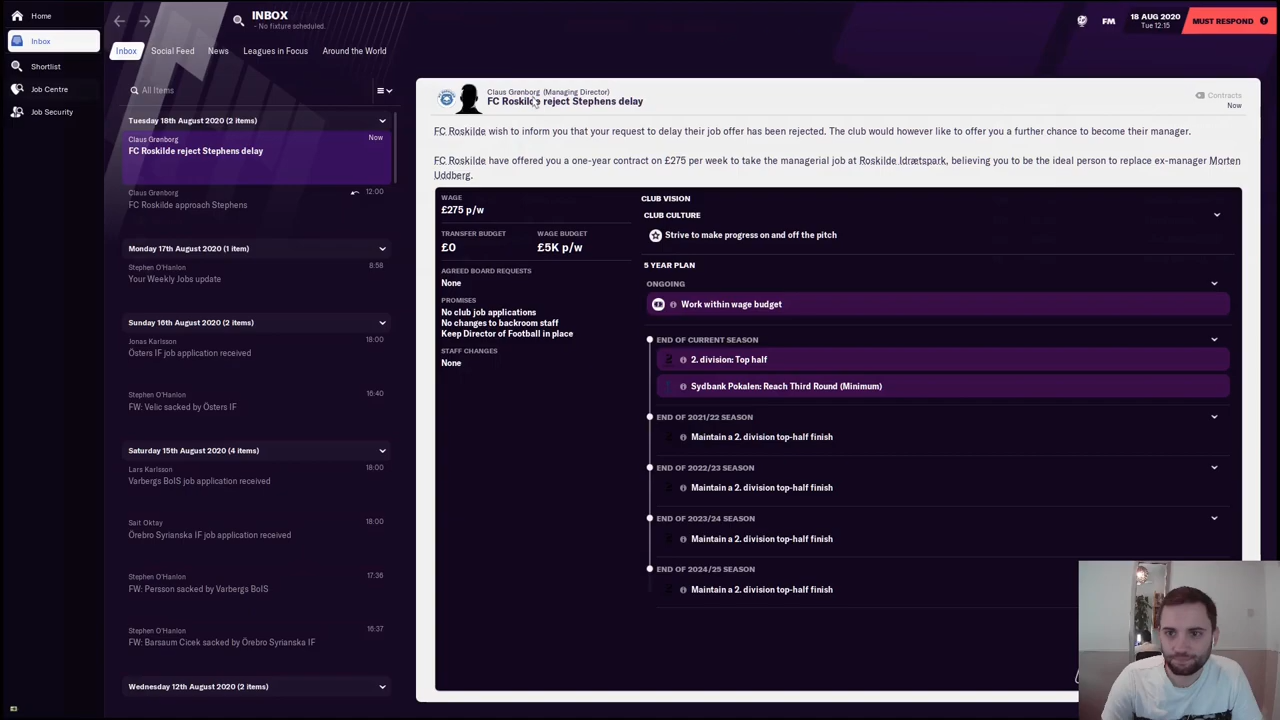 Home
Inbox
Shortlist
Job Centre
Job Security
INBOX
- No fixture scheduled.
FM
18 AUG 2020
Tue 12:15
MUST RESPOND
Inbox
Social Feed
News
Leagues in Focus
Around the World
All Items
Tuesday 18th August 2020 (2 items)
Claus Grønborg
Now
FC Roskilde reject Stephens delay
Claus Grønborg
12:00
FC Roskilde approach Stephens
Monday 17th August 2020 (1 item)
Stephen O'Hanlon
8:58
Your Weekly Jobs update
Sunday 16th August 2020 (2 items)
Jonas Karlsson
18:00
Östers IF job application received
Stephen O'Hanlon
16:40
FW: Velic sacked by Östers IF
Saturday 15th August 2020 (4 items)
Lars Karlsson
18:00
Varbergs BoIS job application received
Sait Oktay
18:00
Örebro Syrianska IF job application received
Stephen O'Hanlon
17:36
FW: Persson sacked by Varbergs BoIS
Stephen O'Hanlon
16:37
FW: Barsaum Cicek sacked by Örebro Syrianska IF
Wednesday 12th August 2020 (2 items)
Claus Grønborg (Managing Director)
FC Roskilde reject Stephens delay
Contracts
Now
FC Roskilde wish to inform you that your request to delay their job offer has been rejected. The club would however like to offer you a further chance to become their manager.
FC Roskilde have offered you a one-year contract on £275 per week to take the managerial job at Roskilde Idrætspark, believing you to be the ideal person to replace ex-manager Morten
Uddberg.
WAGE
£275 p/w
TRANSFER BUDGET
WAGE BUDGET
£0
£5K p/w
AGREED BOARD REQUESTS
None
PROMISES
No club job applications
No changes to backroom staff
Keep Director of Football in place
STAFF CHANGES
None
CLUB VISION
CLUB CULTURE
Strive to make progress on and off the pitch
5 YEAR PLAN
ONGOING
Work within wage budget
END OF CURRENT SEASON
2. division: Top half
Sydbank Pokalen: Reach Third Round (Minimum)
END OF 2021/22 SEASON
Maintain a 2. division top-half finish
END OF 2022/23 SEASON
Maintain a 2. division top-half finish
END OF 2023/24 SEASON
Maintain a 2. division top-half finish
END OF 2024/25 SEASON
Maintain a 2. division top-half finish